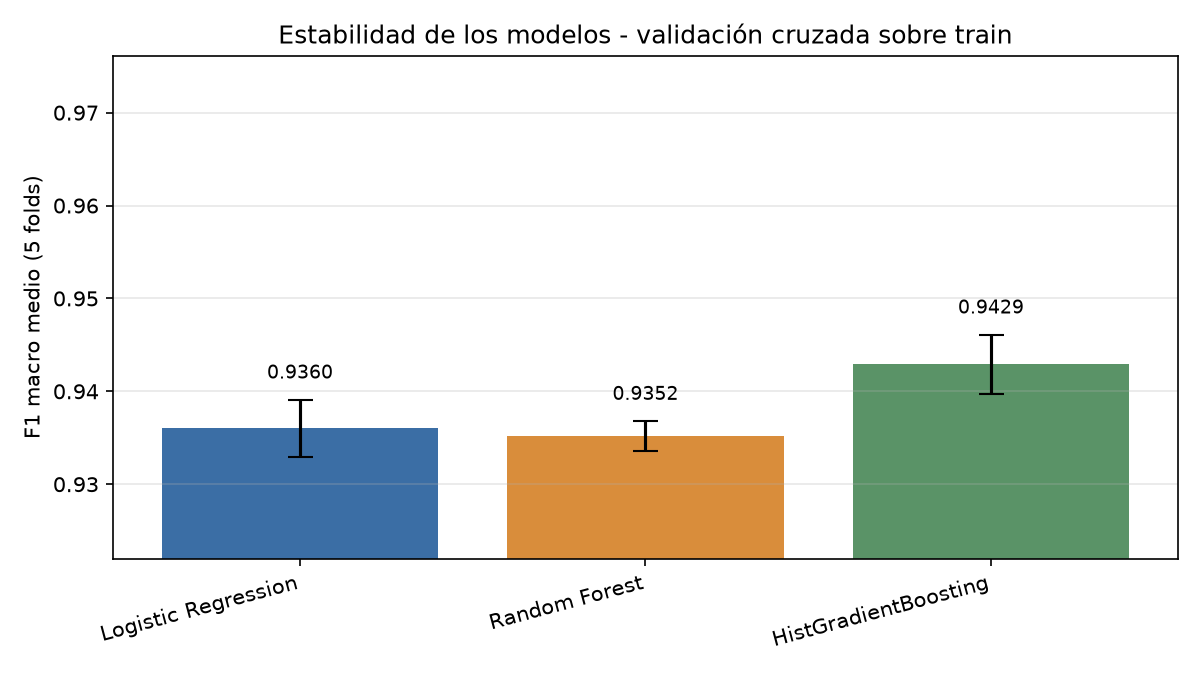 Estabilidad de los modelos - validación cruzada sobre train
F1 macro medio (5 folds)
0.97
0.96
0.95
0.94
0.93
0.9360
0.9352
0.9429
Logistic Regression
Random Forest
HistGradientBoosting